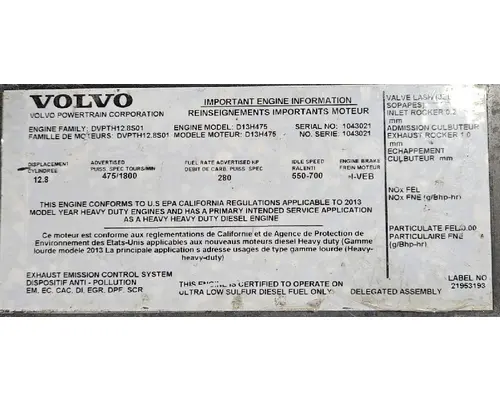 VOLVO
VOLVO POWERTRAIN CORPORATION
IMPORTANT ENGINE INFORMATION
REINSEIGNEMENTS IMPORTANTS MOTEUR
ENGINE FAMILY: DVPTH12.8S01
FAMILLE DE MOTEURS: DVPTH12.8S01
ENGINE MODEL: D13H475
MODELE MOTEUR: D13H475
SERIAL NO: 1043021
NO. SERIE 1043021
DISPLACEMENT
CYLINDREE
12.8
ADVERTISED
PUISS. SPEC TOURS/MIN
475/1800
FUEL RATE ADVERTISED HP
DEBIT DE CARB. PUISS. SPEC
280
IDLE SPEED
RALENTI
550-700
ENGINE BRAKE
FREIN MOTEUR
I-VEB
THIS ENGINE CONFORMS TO U.S EPA CALIFORNIA REGULATIONS APPLICABLE TO 2013
MODEL YEAR HEAVY DUTY ENGINES AND HAS A PRIMARY INTENDED SERVICE APPLICATION
AS A HEAVY HEAVY DUTY DIESEL ENGINE
Ce moteur est conforme aux reglementations de Californie et de Agence de Protection de
Environnement des Etats-Unis applicables aux nouveaux moteurs diesel Heavy duty (Gamme
lourde modele 2013 La principale application s adresse usages de type gamme lourde (Heavy-
heavy-duty)
EXHAUST EMISSION CONTROL SYSTEM
DISPOSITIF ANTI - POLLUTION
EM, EC, CAC, DI, EGR, DPF, SCR
THIS ENGINE IS CERTIFIED TO OPERATE ON
ULTRA LOW SULFUR DIESEL FUEL ONLY
DELEGATED ASSEMBLY
VALVE LASH
SOPAPES)
INLET ROCKER 0.2
mm
ADMISSION CULBUTEUR
EXHAUST ROCKER 1.0
mm
ECHAPPEMENT
CULBUTEUR mm
NOx FEL
NOx FNE (g/Bhp-hr)
PARTICULATE FEL 0.00
PARTICULAIRE FNE
(g/Bhp-hr)
LABEL NO
21953193